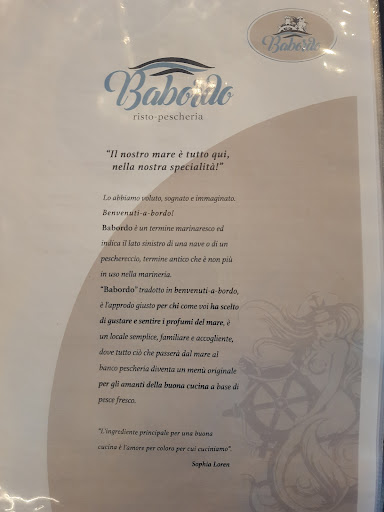 Babordo
Babordo
risto-pescheria
“Il nostro mare è tutto qui,
nella nostra specialità!”
Lo abbiamo voluto, sognato e immaginato.
Benvenuti-a-bordo!
Babordo è un termine marinaresco ed
indica il lato sinistro di una nave o di un
peschereccio, termine antico che è non più
in uso nella marineria.
“Babordo” tradotto in benvenuti-a-bordo,
è l'approdo giusto per chi come voi ha scelto
di gustare e sentire i profumi del mare, è
un locale semplice, familiare e accogliente,
dove tutto ciò che passerà dal mare al
banco pescheria diventa un menù originale
per gli amanti della buona cucina a base di
pesce fresco.
“L'ingrediente principale per una buona
cucina è l'amore per coloro per cui cuciniamo”.
Sophia Loren